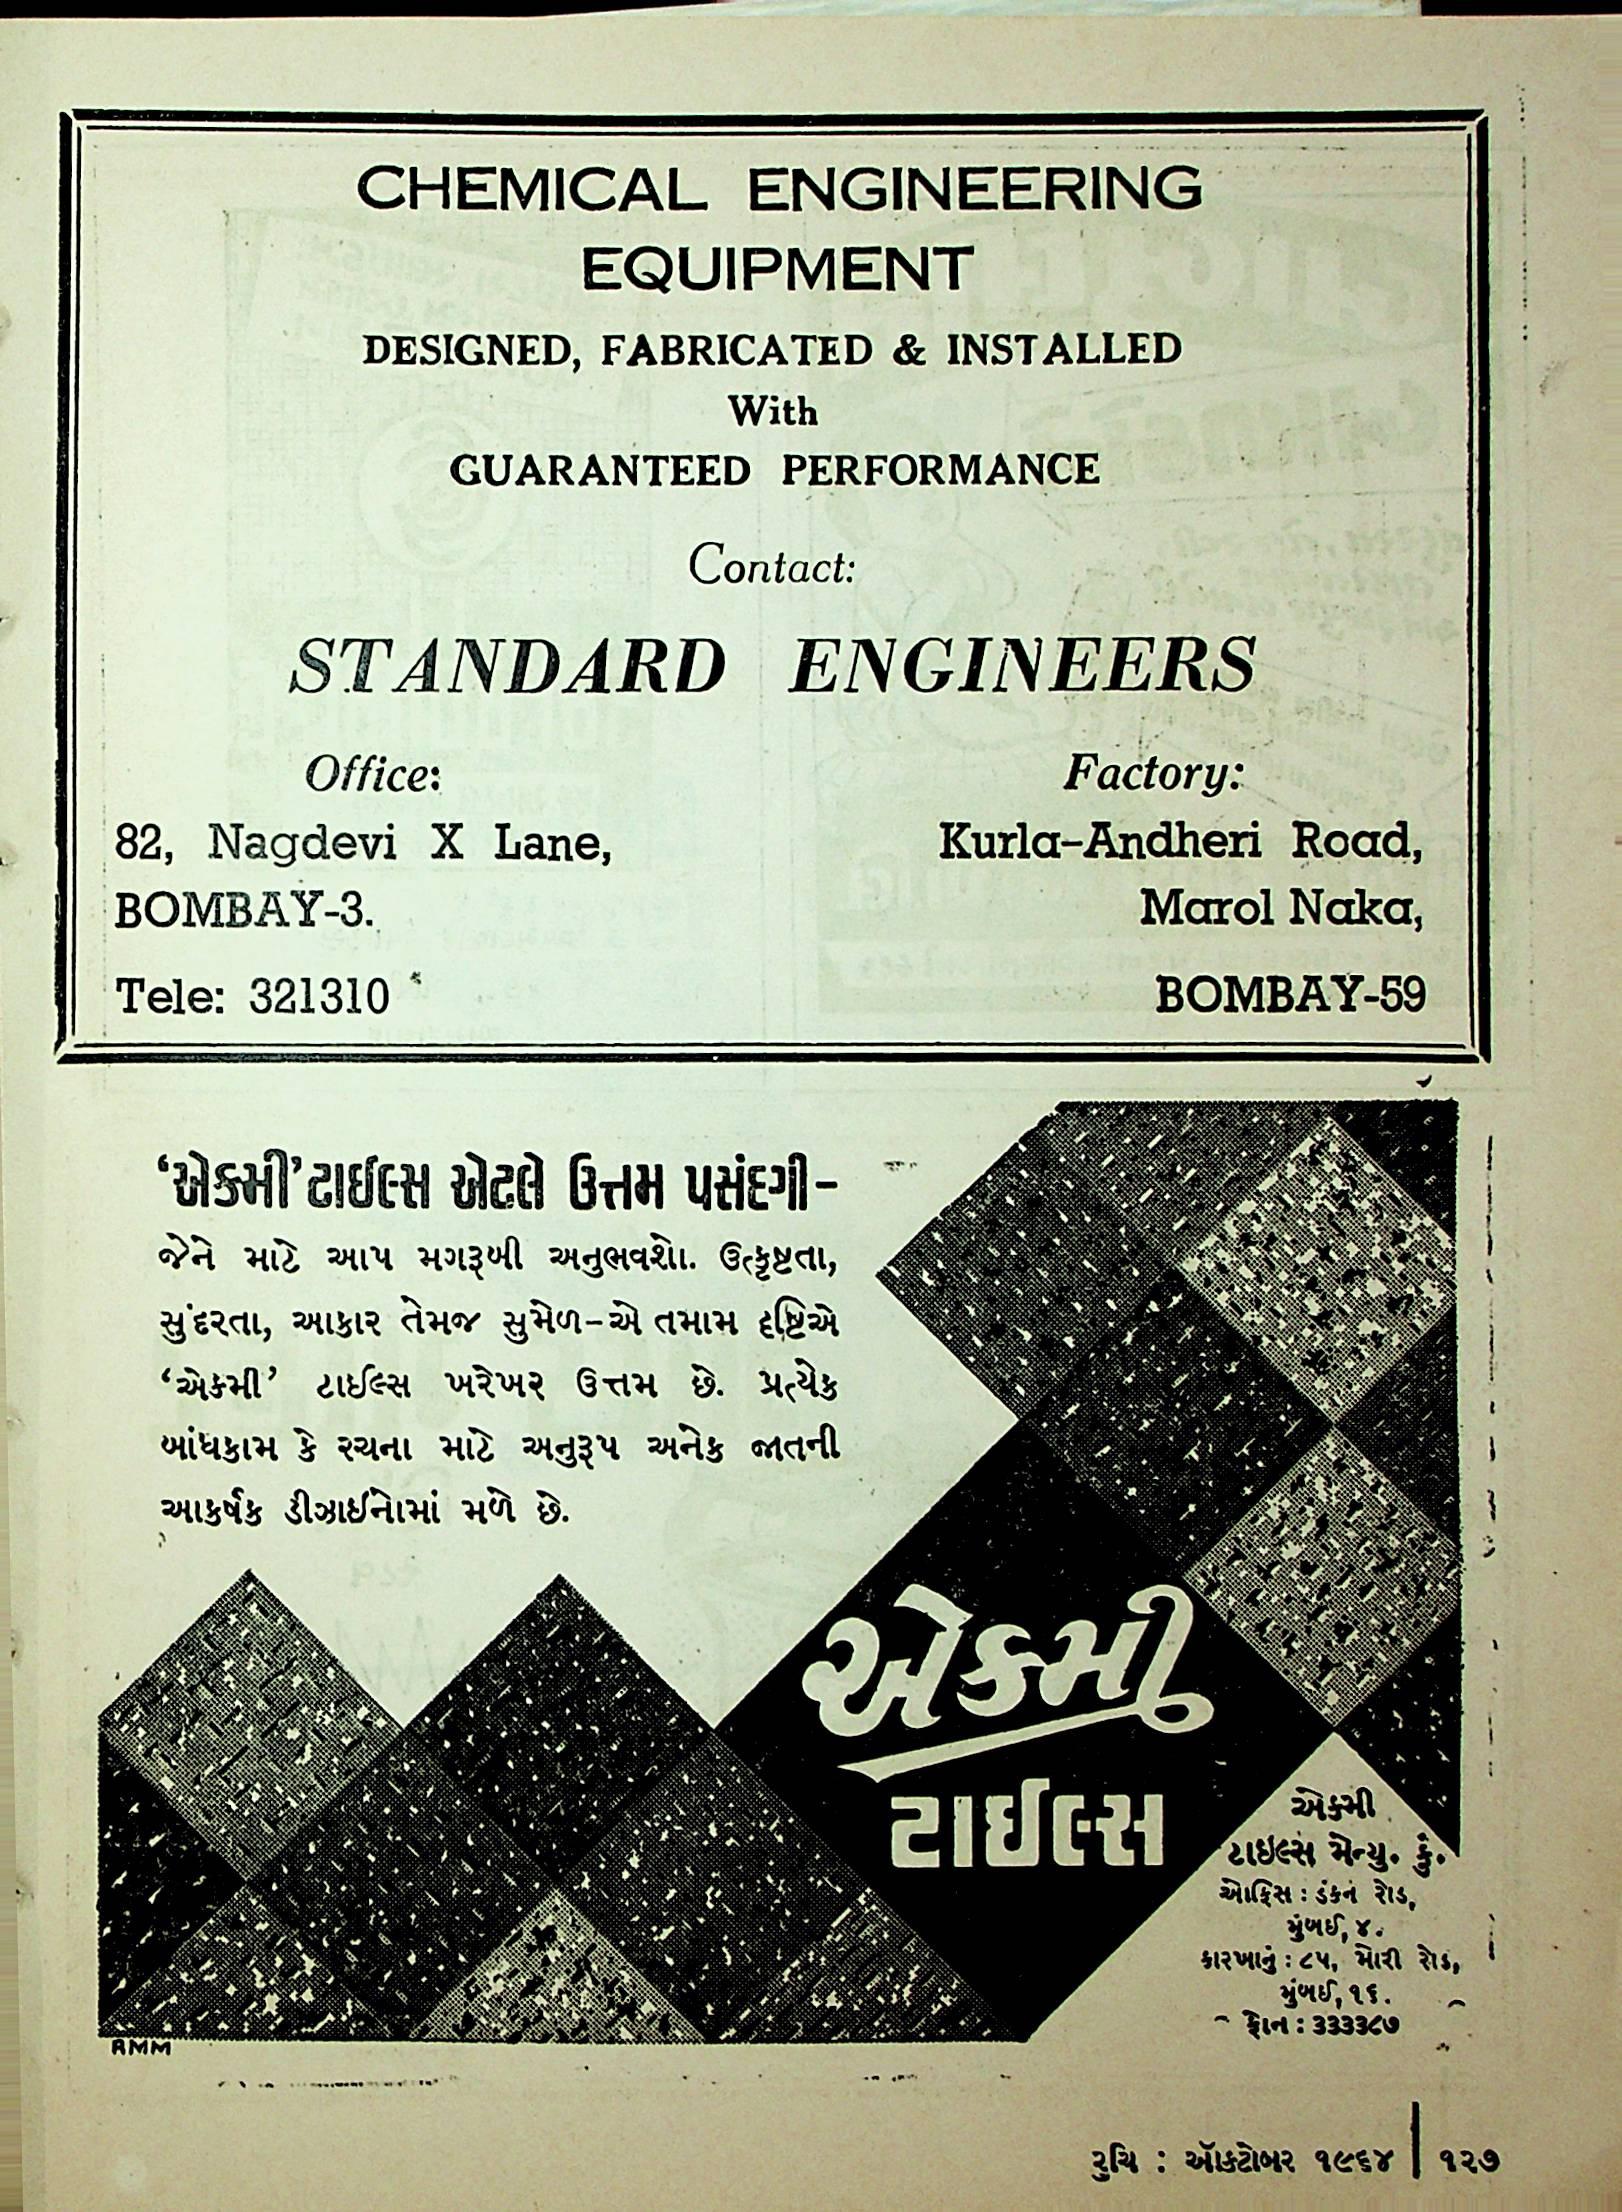 CHEMICAL ENGINEERING
EQUIPMENT
DESIGNED, FABRICATED & INSTALLED
With
GUARANTEED PERFORMANCE
Contact:
STANDARD ENGINEERS
Office:
82, Nagdevi X Lane,
BOMBAY-3.
Tele: 321310
Factory:
Kurla-Andheri Road,
Marol Naka,
BOMBAY-59
‘એકમી’ ટાઈલ્સ એટલે ઉત્તમ પસંદગી–
જેને માટે આપ મગરૂબી અનુભવશો. ઉત્કૃષ્ટતા,
સુંદરતા, આકાર તેમજ સુમેળ–એ તમામ દૃષ્ટિએ
‘એકમી’ ટાઈલ્સ ખરેખર ઉત્તમ છે. પ્રત્યેક
બાંધકામ કે રચના માટે અનુરૂપ અનેક જાતની
આકર્ષક ડીઝાઈનોમાં મળે છે.
એકમી
ટાઈલ્સ
એકમી
ટાઇલ્સ મેન્યુ. કું.
ઓફિસ : ડંકન રોડ,
મુંબઈ, ૪.
કારખાનું : ૮૫, મોરી રોડ,
મુંબઈ, ૧૬.
ફોન : ૩૩૩૩૮૭
RMM
રુચિ : ઑક્ટોબર ૧૯૬૪ | ૧૨૭